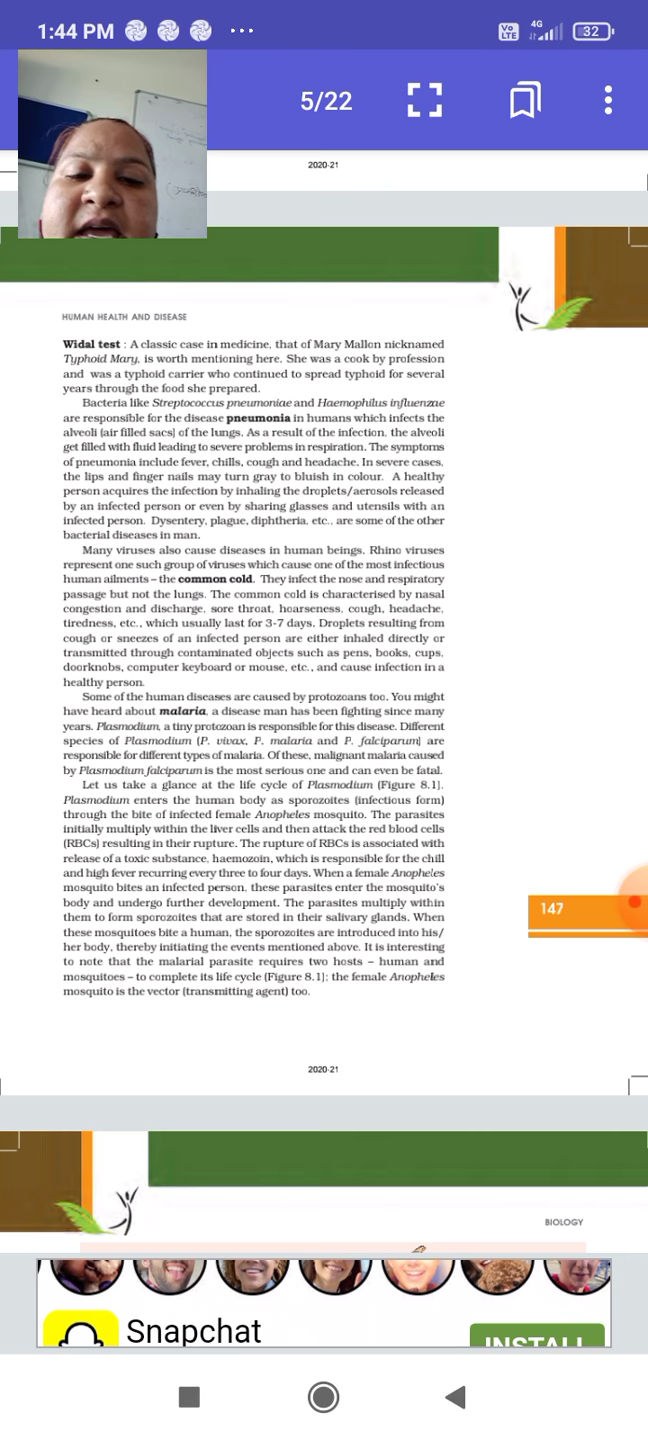 1:44 PM
Vo LTE
4G
32
5/22
2020-21
HUMAN HEALTH AND DISEASE
Widal test : A classic case in medicine, that of Mary Mallon nicknamed
Typhoid Mary, is worth mentioning here. She was a cook by profession
and was a typhoid carrier who continued to spread typhoid for several
years through the food she prepared.
Bacteria like Streptococcus pneumoniae and Haemophilus influenzae
are responsible for the disease pneumonia in humans which infects the
alveoli (air filled sacs) of the lungs. As a result of the infection, the alveoli
get filled with fluid leading to severe problems in respiration. The symptoms
of pneumonia include fever, chills, cough and headache. In severe cases,
the lips and finger nails may turn gray to bluish in colour. A healthy
person acquires the infection by inhaling the droplets/aerosols released
by an infected person or even by sharing glasses and utensils with an
infected person. Dysentery, plague, diphtheria, etc., are some of the other
bacterial diseases in man.
Many viruses also cause diseases in human beings. Rhino viruses
represent one such group of viruses which cause one of the most infectious
human ailments – the common cold. They infect the nose and respiratory
passage but not the lungs. The common cold is characterised by nasal
congestion and discharge, sore throat, hoarseness, cough, headache,
tiredness, etc., which usually last for 3-7 days. Droplets resulting from
cough or sneezes of an infected person are either inhaled directly or
transmitted through contaminated objects such as pens, books, cups,
doorknobs, computer keyboard or mouse, etc., and cause infection in a
healthy person.
Some of the human diseases are caused by protozoans too. You might
have heard about malaria, a disease man has been fighting since many
years. Plasmodium, a tiny protozoan is responsible for this disease. Different
species of Plasmodium (P. vivax, P. malaria and P. falciparum) are
responsible for different types of malaria. Of these, malignant malaria caused
by Plasmodium falciparum is the most serious one and can even be fatal.
Let us take a glance at the life cycle of Plasmodium (Figure 8.1).
Plasmodium enters the human body as sporozoites (infectious form)
through the bite of infected female Anopheles mosquito. The parasites
initially multiply within the liver cells and then attack the red blood cells
(RBCs) resulting in their rupture. The rupture of RBCs is associated with
release of a toxic substance, haemozoin, which is responsible for the chill
and high fever recurring every three to four days. When a female Anopheles
mosquito bites an infected person, these parasites enter the mosquito's
body and undergo further development. The parasites multiply within
them to form sporozoites that are stored in their salivary glands. When
these mosquitoes bite a human, the sporozoites are introduced into his/
her body, thereby initiating the events mentioned above. It is interesting
to note that the malarial parasite requires two hosts – human and
mosquitoes – to complete its life cycle (Figure 8.1); the female Anopheles
mosquito is the vector (transmitting agent) too.
147
2020-21
BIOLOGY
Snapchat
INSTALL